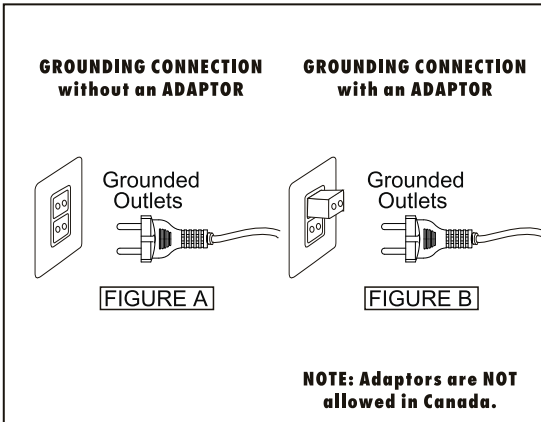 GROUNDING CONNECTION
without an ADAPTOR
GROUNDING CONNECTION
with an ADAPTOR
Grounded
Outlets
FIGURE A
Grounded
Outlets
FIGURE B
NOTE: Adaptors are NOT
allowed in Canada.